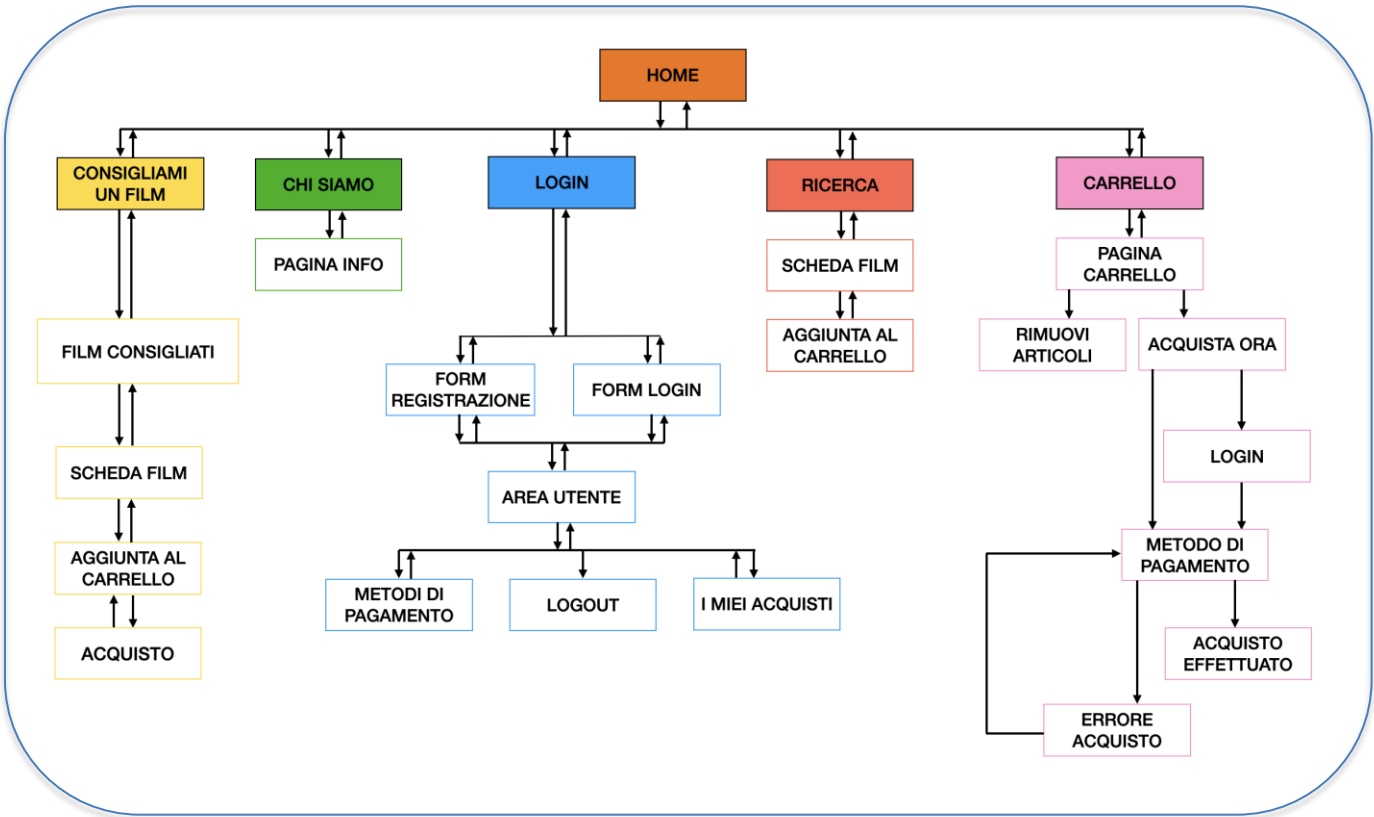 HOME
CONSIGLIAMI
UN FILM
CHI SIAMO
LOGIN
RICERCA
CARRELLO
PAGINA INFO
SCHEDA FILM
PAGINA
CARRELLO
FILM CONSIGLIATI
AGGIUNTA AL
CARRELLO
RIMUOVI
ARTICOLI
ACQUISTA ORA
FORM
REGISTRAZIONE
FORM LOGIN
LOGIN
SCHEDA FILM
AREA UTENTE
AGGIUNTA AL
CARRELLO
METODO DI
PAGAMENTO
METODI DI
PAGAMENTO
LOGOUT
I MIEI ACQUISTI
ACQUISTO
ACQUISTO
EFFETTUATO
ERRORE
ACQUISTO